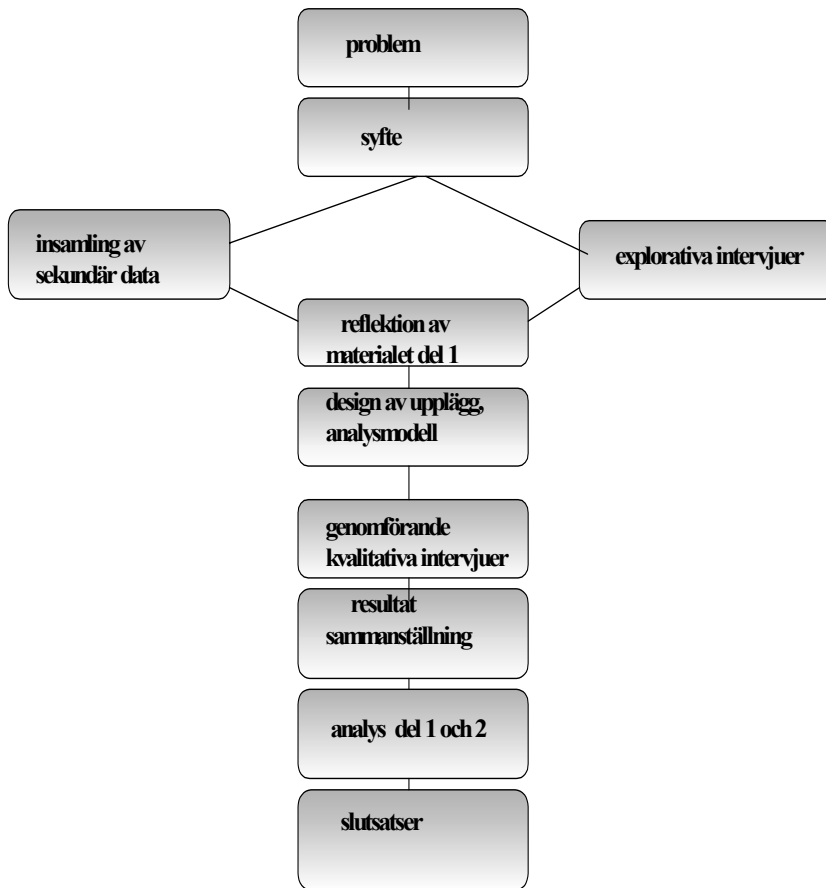 problem
syfte
insamling av
sekundär data
explorativa intervjuer
reflektion av
materialet del 1
design av upplägg,
analysmodell
genomförande
kvalitativa intervjuer
resultat
sammanställning
analys del 1 och 2
slutsatser